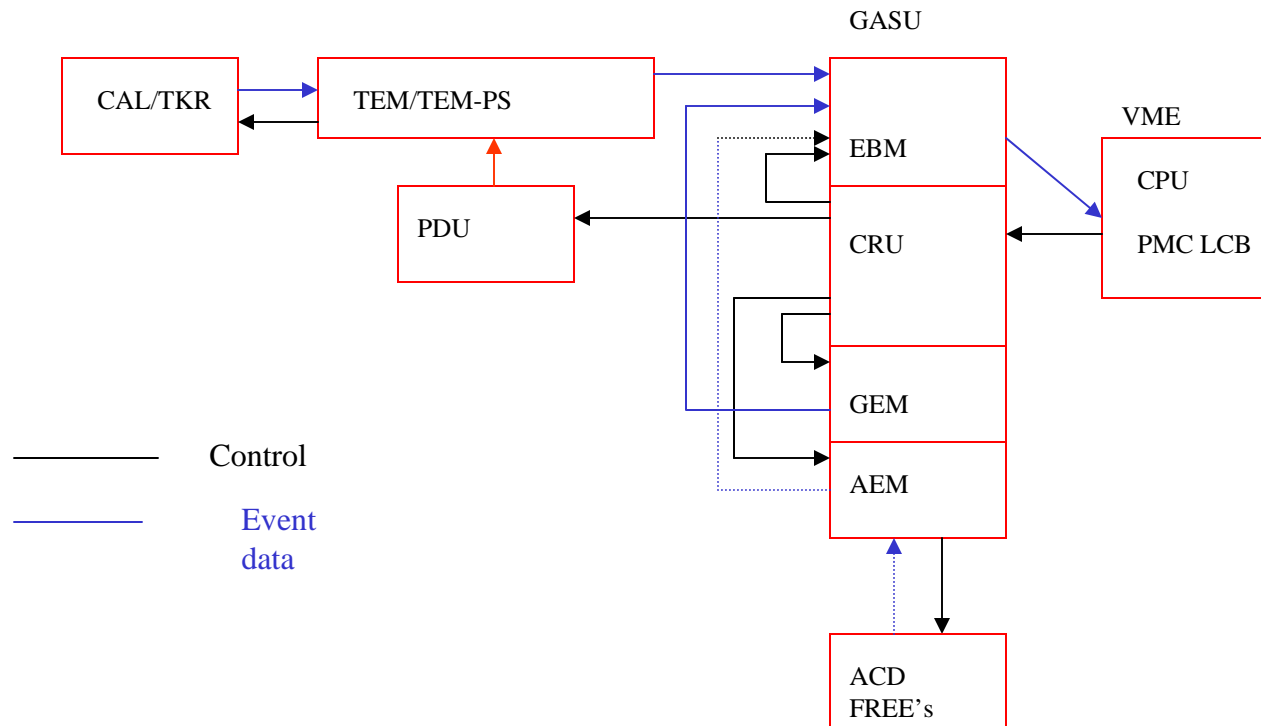 GASU
CAL/TKR
TEM/TEM-PS
VME
EBM
CPU
PDU
CRU
PMC LCB
GEM
Control
AEM
Event
data
ACD
FREE's